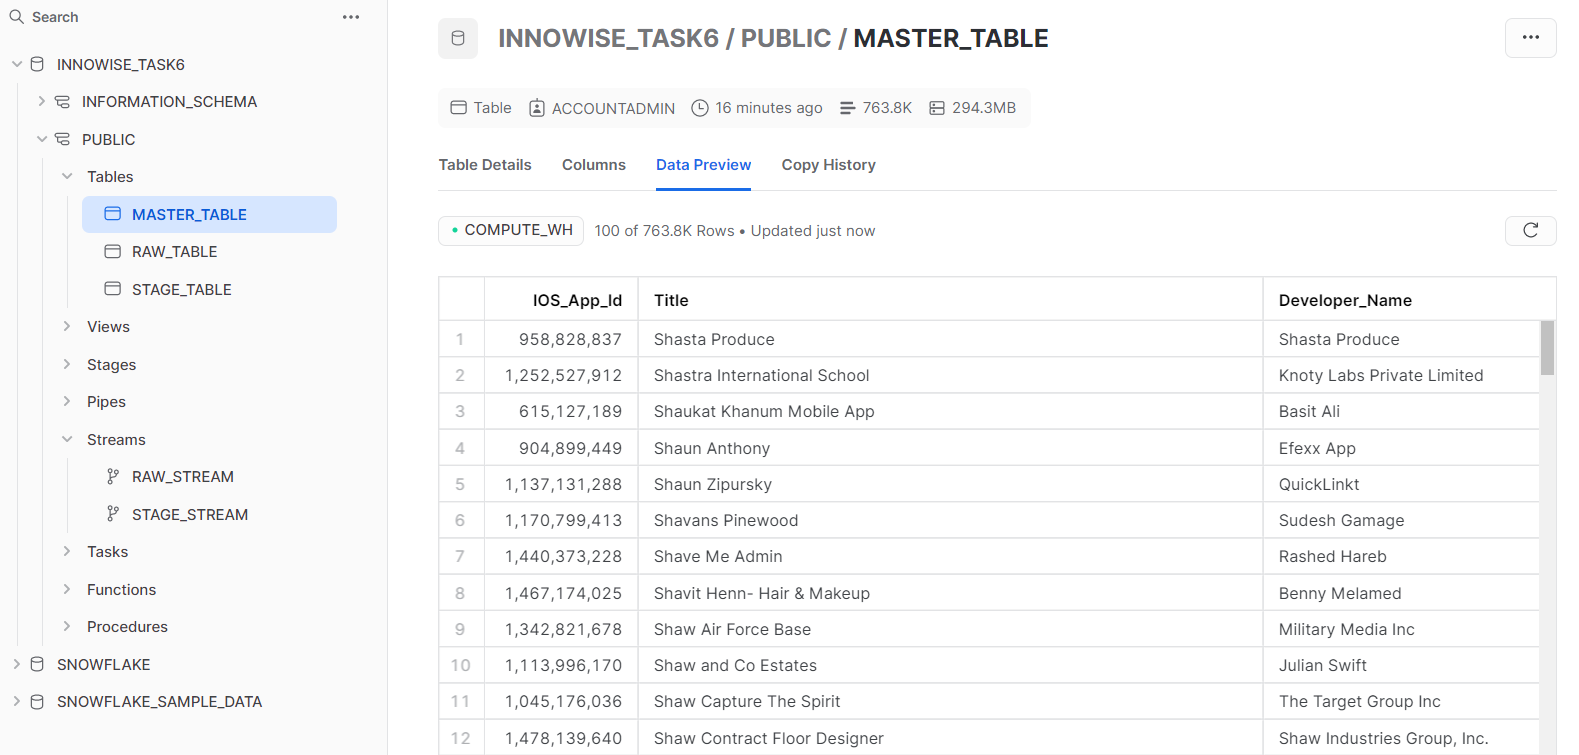 Search
INNOWISE_TASK6
INFORMATION_SCHEMA
PUBLIC
Tables
MASTER_TABLE
RAW_TABLE
STAGE_TABLE
Views
Stages
Pipes
Streams
RAW_STREAM
STAGE_STREAM
Tasks
Functions
Procedures
SNOWFLAKE
SNOWFLAKE_SAMPLE_DATA
INNOWISE_TASK6 / PUBLIC / MASTER_TABLE
Table ACCOUNTADMIN 16 minutes ago 763.8K 294.3MB
Table Details Columns Data Preview Copy History
COMPUTE_WH 100 of 763.8K Rows • Updated just now
IOS_App_Id Title Developer_Name
1 958,828,837 Shasta Produce Shasta Produce
2 1,252,527,912 Shastra International School Knoty Labs Private Limited
3 615,127,189 Shaukat Khanum Mobile App Basit Ali
4 904,899,449 Shaun Anthony Efexx App
5 1,137,131,288 Shaun Zipursky QuickLinkt
6 1,170,799,413 Shavans Pinewood Sudesh Gamage
7 1,440,373,228 Shave Me Admin Rashed Hareb
8 1,467,174,025 Shavit Henn- Hair & Makeup Benny Melamed
9 1,342,821,678 Shaw Air Force Base Military Media Inc
10 1,113,996,170 Shaw and Co Estates Julian Swift
11 1,045,176,036 Shaw Capture The Spirit The Target Group Inc
12 1,478,139,640 Shaw Contract Floor Designer Shaw Industries Group, Inc.